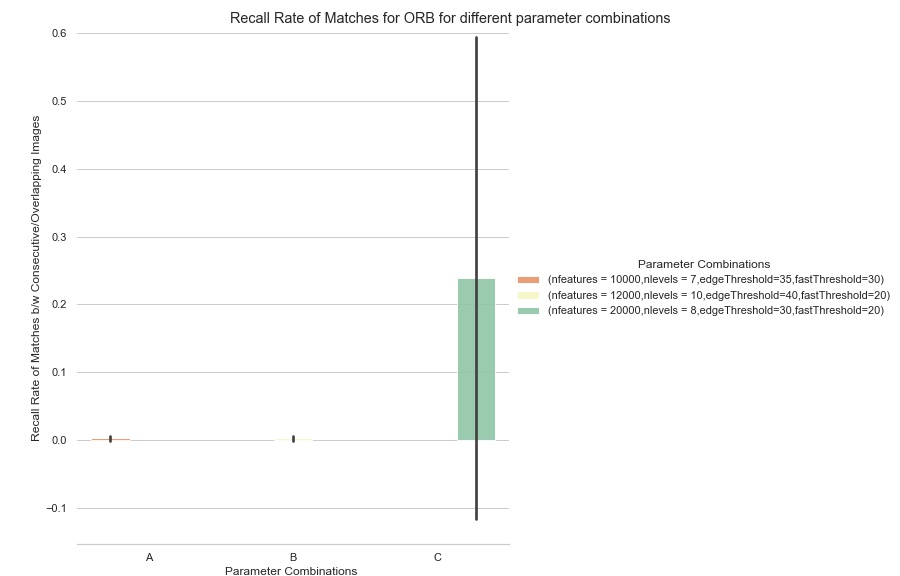 Recall Rate of Matches for ORB for different parameter combinations
0.6
0.5
0.4
0.3
0.2
0.1
0.0
−0.1
Recall Rate of Matches b/w Consecutive/Overlapping Images
A
B
C
Parameter Combinations
Parameter Combinations
(nfeatures = 10000,nlevels = 7,edgeThreshold=35,fastThreshold=30)
(nfeatures = 12000,nlevels = 10,edgeThreshold=40,fastThreshold=20)
(nfeatures = 20000,nlevels = 8,edgeThreshold=30,fastThreshold=20)